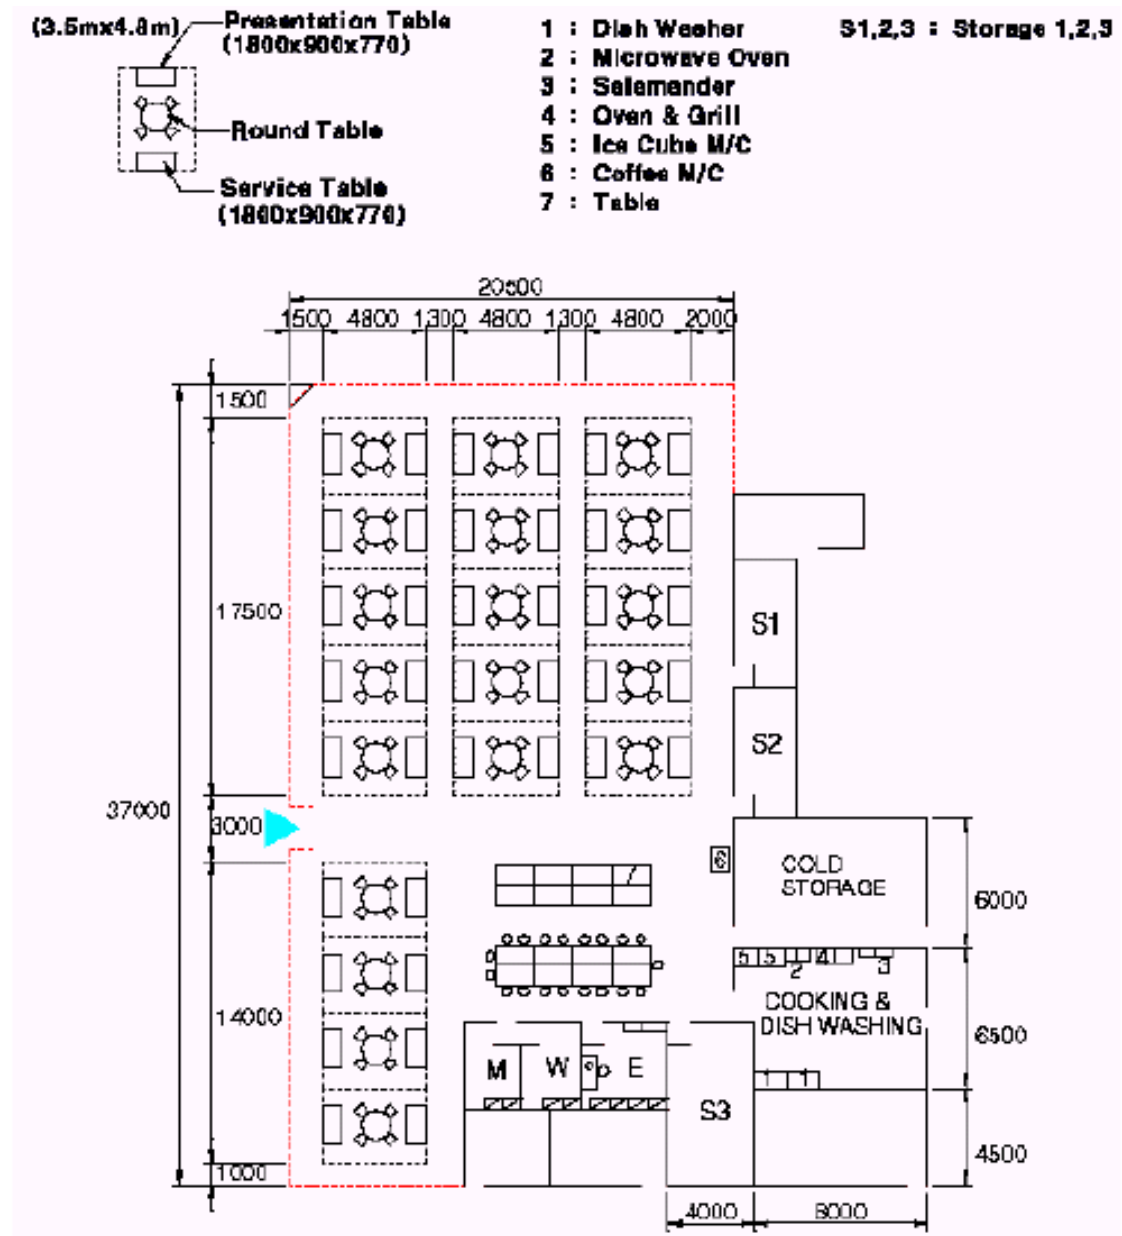 (3.5mx4.8m)
Presentation Table
(1800x900x770)
Round Table
Service Table
(1800x900x770)
1 : Dish Washer
2 : Microwave Oven
3 : Salamander
4 : Oven & Grill
5 : Ice Cube M/C
6 : Coffee M/C
7 : Table
S1,2,3 : Storage 1,2,3
20500
1500 4800 1300 4800 1300 4800 2000
1500
17500
S1
S2
37000
3000
6
7
COLD
STORAGE
6000
5 5 2 4 3
COOKING &
DISH WASHING
14000
6500
M W E
1 1
S3
4500
1000
4000 8000